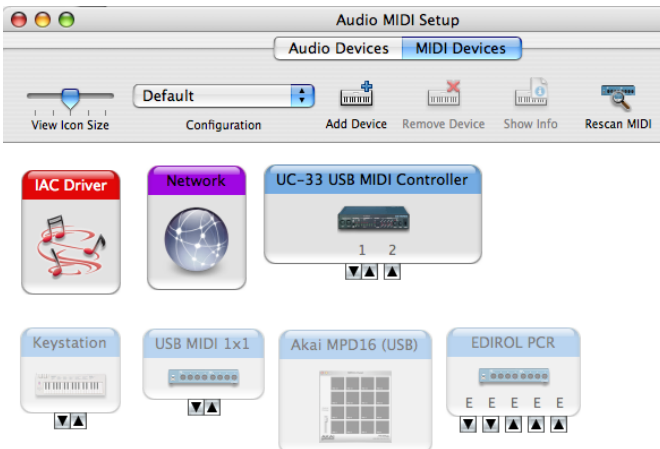 Audio MIDI Setup
Audio Devices MIDI Devices
Default
View Icon Size Configuration Add Device Remove Device Show Info Rescan MIDI
IAC Driver Network UC-33 USB MIDI Controller
1 2
Keystation USB MIDI 1x1 Akai MPD16 (USB) EDIROL PCR
E E E E E